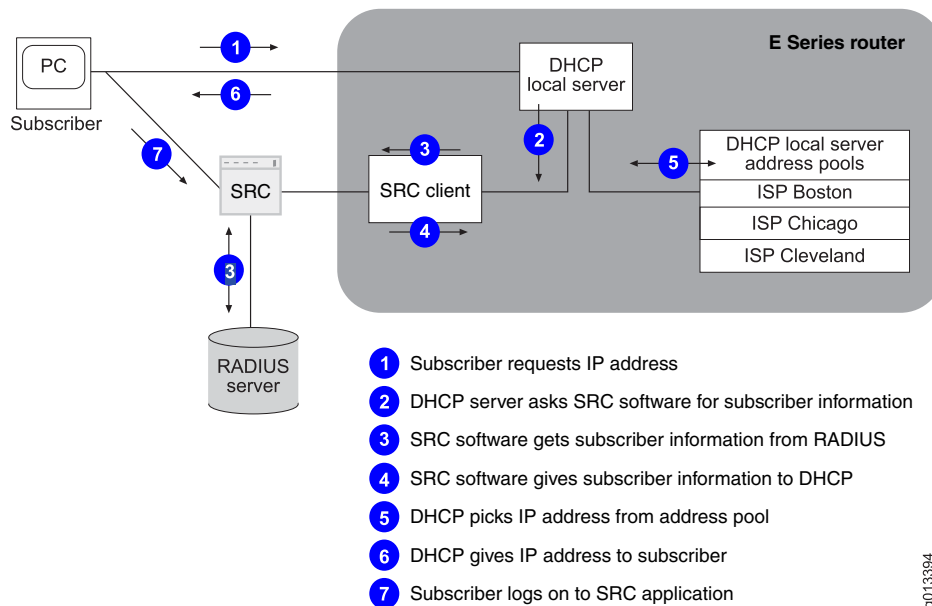 E Series router
1
PC
DHCP
local server
6
Subscriber
2
7
3
SRC
SRC client
5
DHCP local server
address pools
ISP Boston
ISP Chicago
ISP Cleveland
4
3
RADIUS
server
1 Subscriber requests IP address
2 DHCP server asks SRC software for subscriber information
3 SRC software gets subscriber information from RADIUS
4 SRC software gives subscriber information to DHCP
5 DHCP picks IP address from address pool
6 DHCP gives IP address to subscriber
7 Subscriber logs on to SRC application
g013394